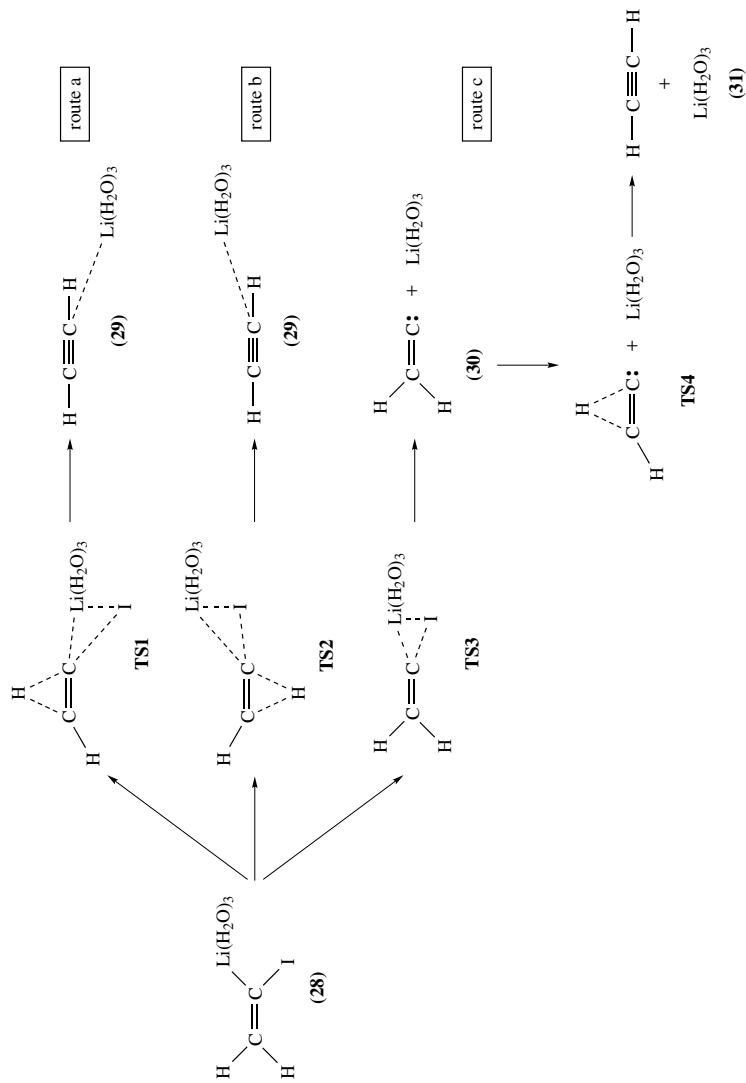 H
C
C
H
Li(H₂O)₃
I
TS1
H—C≡C—H
Li(H₂O)₃
(29)
route a
H
H
C
C
Li(H₂O)₃
I
(28)
H
C
C
H
Li(H₂O)₃
I
TS2
H—C≡C—H
Li(H₂O)₃
(29)
route b
H
H
C
C
Li(H₂O)₃
I
TS3
H
H
C=C: + Li(H₂O)₃
(30)
route c
H
H
C=C: + Li(H₂O)₃
TS4
H—C≡C—H
+
Li(H₂O)₃
(31)